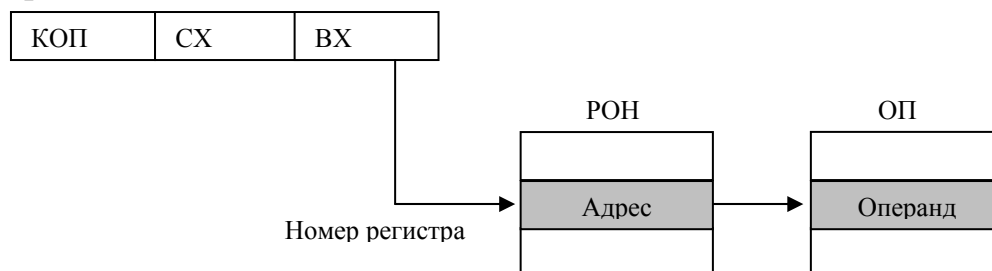 КОП СХ ВХ
РОН ОП
Адрес Операнд
Номер регистра